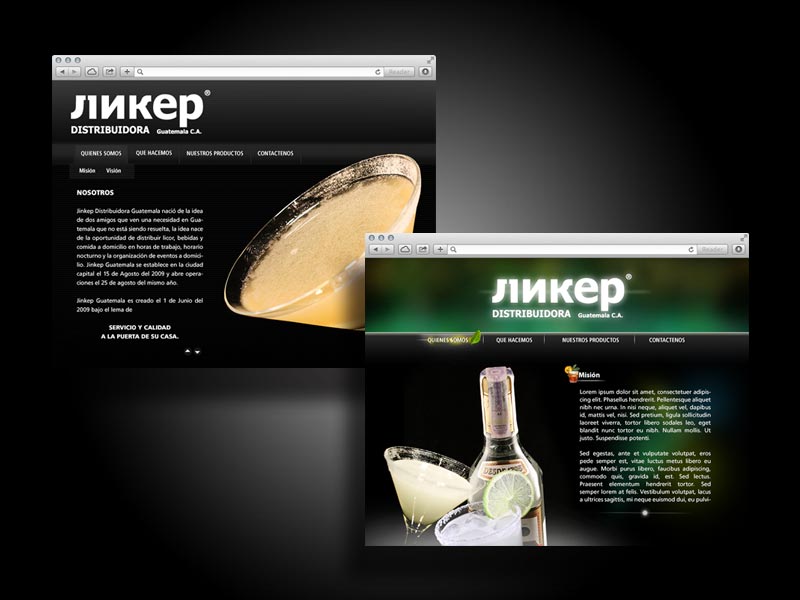 Reader
ЛИКЕР®
DISTRIBUIDORA Guatemala C.A.
QUIENES SOMOS QUE HACEMOS NUESTROS PRODUCTOS CONTACTENOS
Misión Visión
NOSOTROS
Jinkep Distribuidora Guatemala nació de la idea
de dos amigos que ven una necesidad en Gua-
temala que no está siendo resuelta, la idea nace
de la oportunidad de distribuir licor, bebidas y
comida a domicilio en horas de trabajo, horario
nocturno y la organización de eventos a domici-
lio. Jinkep Guatemala se establece en la ciudad
capital el 15 de Agosto del 2009 y abre opera-
ciones el 25 de agosto del mismo año.
Jinkep Guatemala es creado el 1 de Junio del
2009 bajo el lema de
SERVICIO Y CALIDAD
A LA PUERTA DE SU CASA.
Reader
ЛИКЕР®
DISTRIBUIDORA Guatemala C.A.
QUIENES SOMOS QUE HACEMOS NUESTROS PRODUCTOS CONTACTENOS
Misión
Lorem ipsum dolor sit amet, consectetuer adipis-
cing elit. Phasellus hendrerit. Pellentesque aliquet
nibh nec urna. In nisi neque, aliquet vel, dapibus
id, mattis vel, nisi. Sed pretium, ligula sollicitudin
laoreet viverra, tortor libero sodales leo, eget
blandit nunc tortor eu nibh. Nullam mollis. Ut
justo. Suspendisse potenti.
Sed egestas, ante et vulputate volutpat, eros
pede semper est, vitae luctus metus libero eu
augue. Morbi purus libero, faucibus adipiscing,
commodo quis, gravida id, est. Sed lectus.
Praesent elementum hendrerit tortor. Sed
semper lorem at felis. Vestibulum volutpat, lacus
a ultrices sagittis, mi neque euismod dui, eu pulvi-